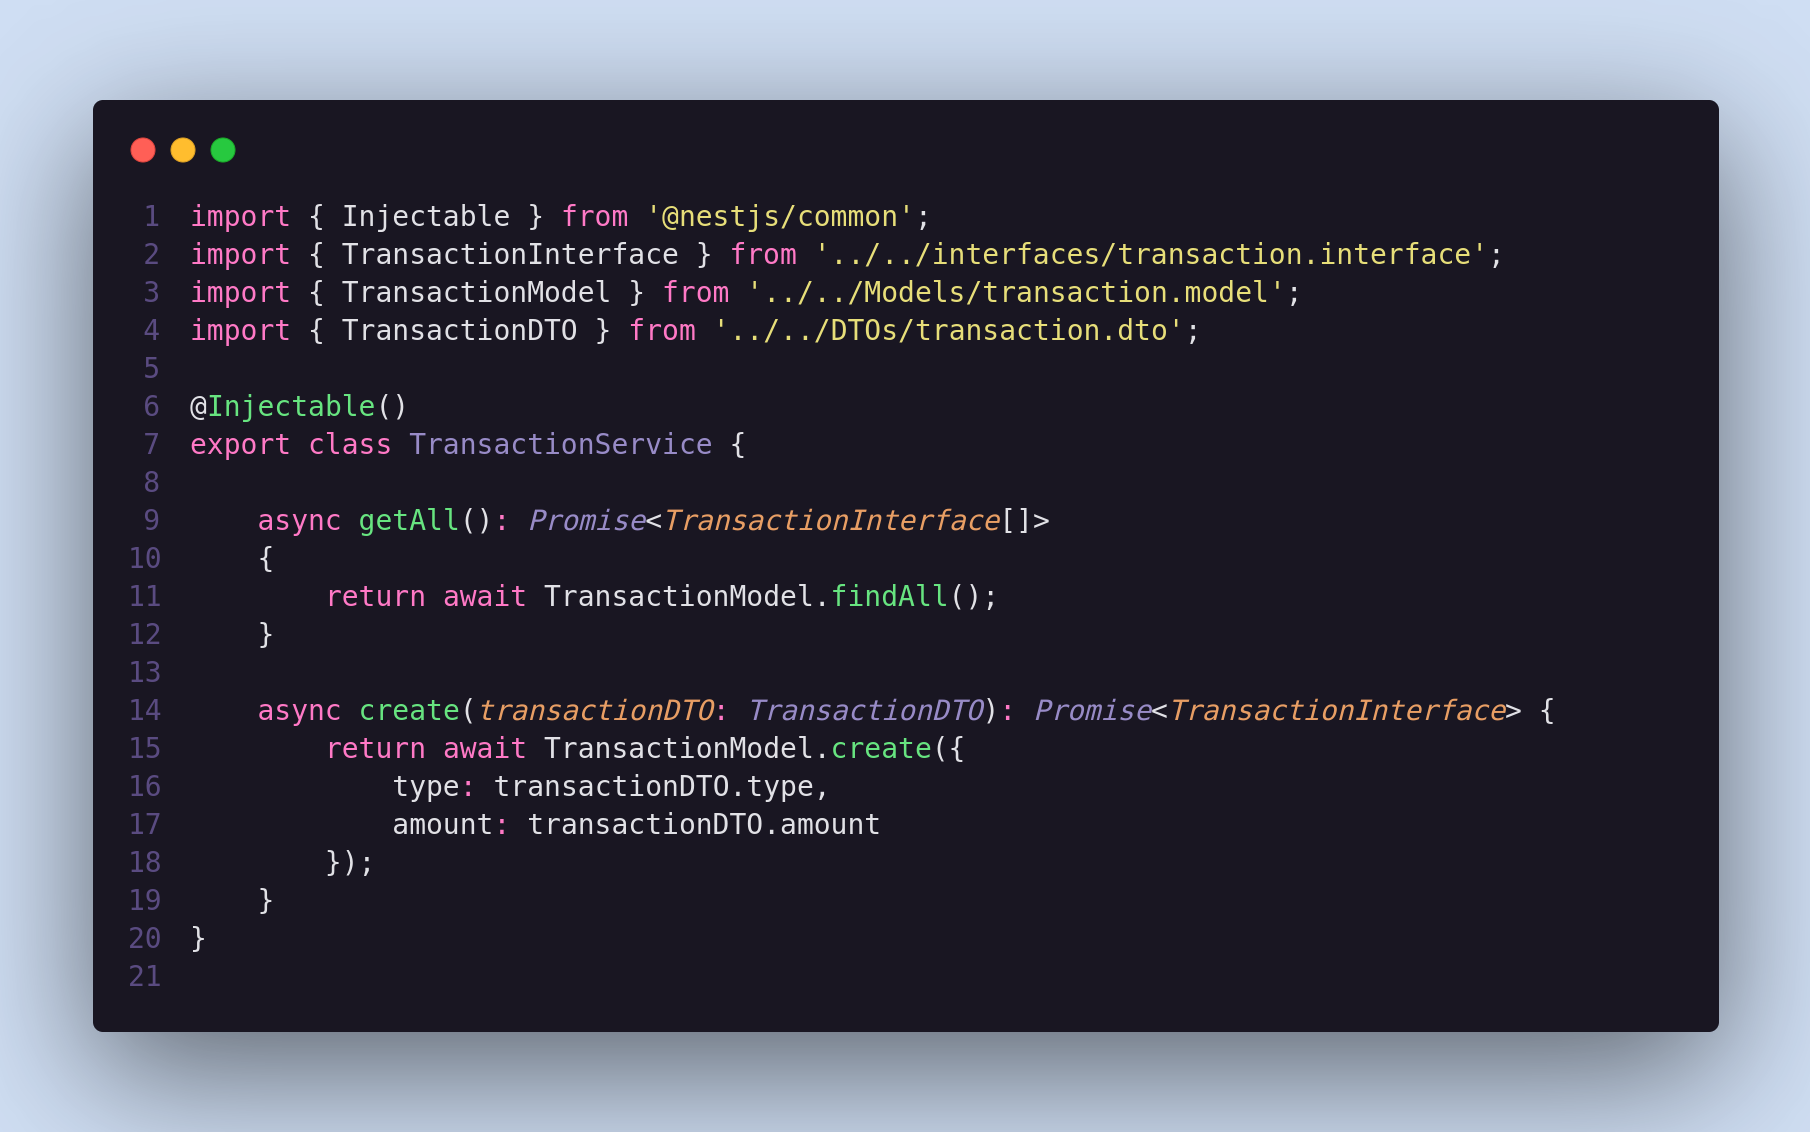 1 import { Injectable } from '@nestjs/common';
2 import { TransactionInterface } from '../../interfaces/transaction.interface';
3 import { TransactionModel } from '../../Models/transaction.model';
4 import { TransactionDTO } from '../../DTOs/transaction.dto';
5
6 @Injectable()
7 export class TransactionService {
8
9     async getAll(): Promise<TransactionInterface[]>
10     {
11         return await TransactionModel.findAll();
12     }
13
14     async create(transactionDTO: TransactionDTO): Promise<TransactionInterface> {
15         return await TransactionModel.create({
16             type: transactionDTO.type,
17             amount: transactionDTO.amount
18         });
19     }
20 }
21